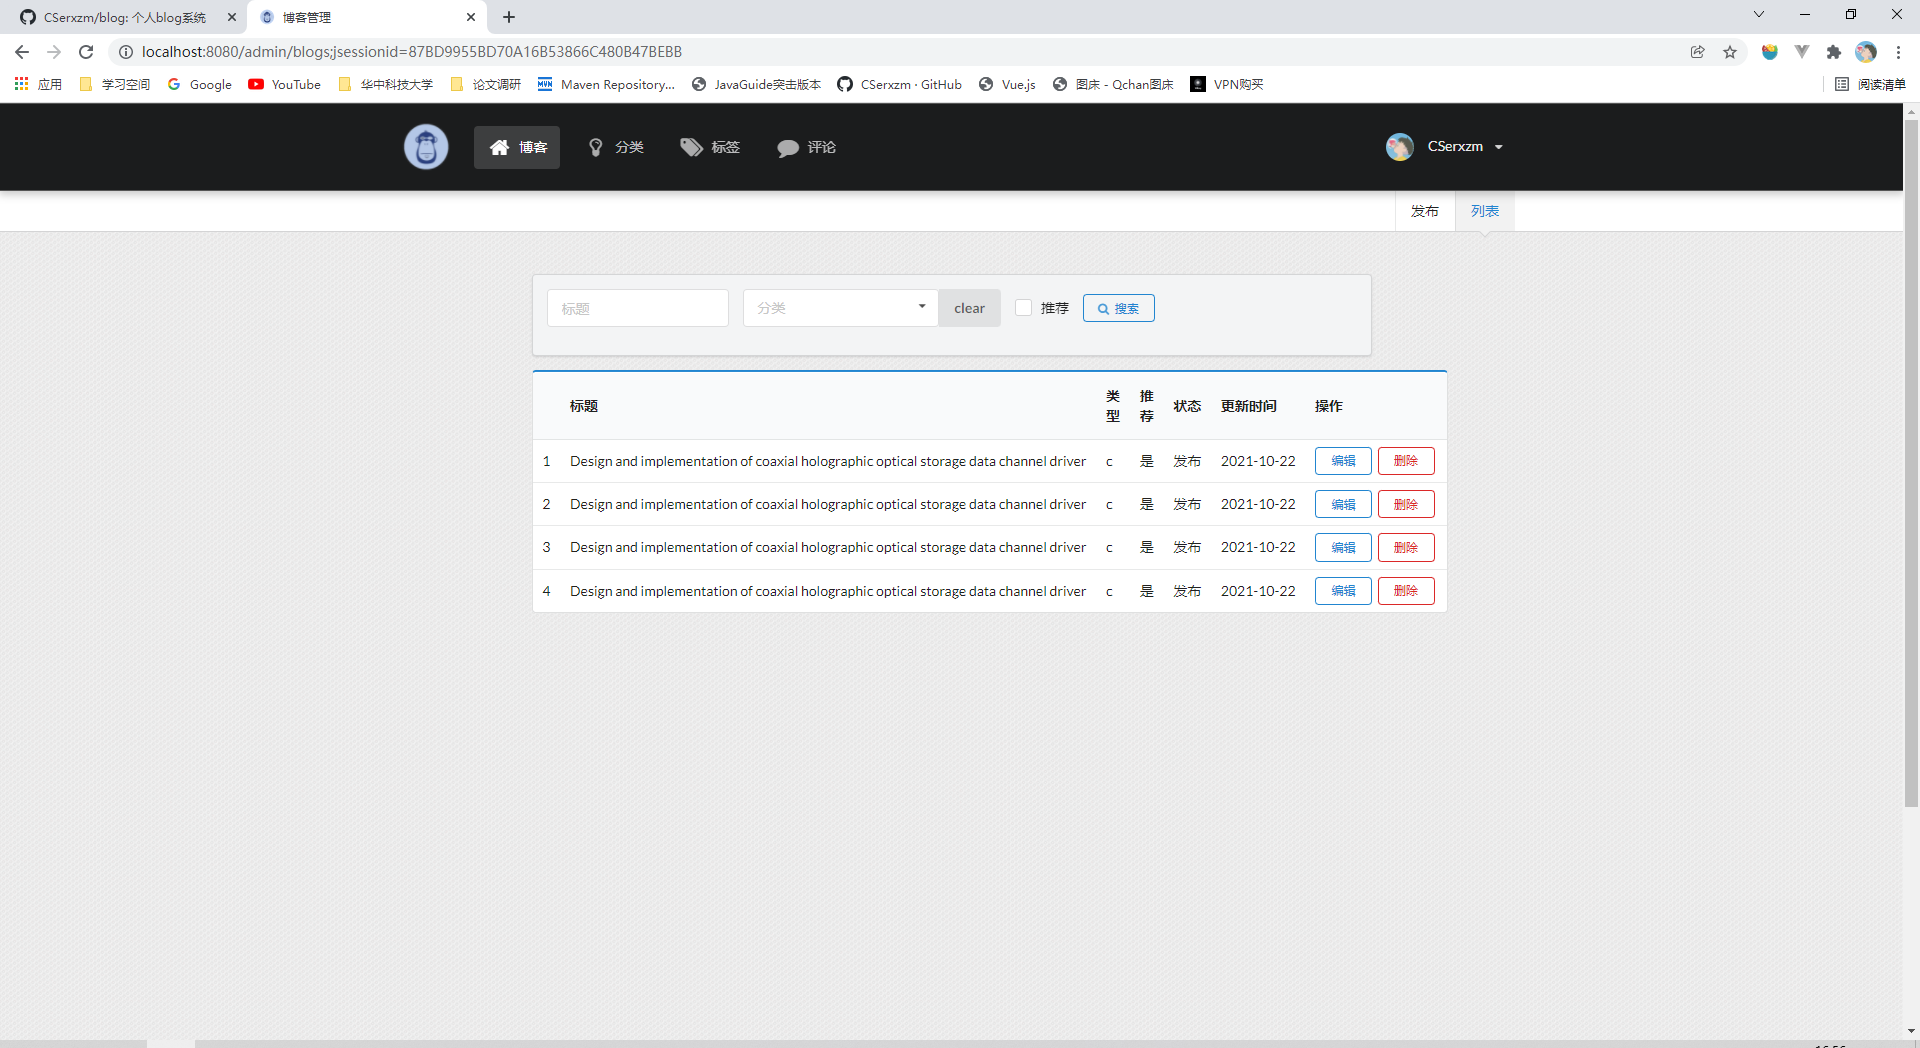 CSerxzm/blog: 个人blog系统
博客管理
localhost:8080/admin/blogs;jsessionid=87BD9955BD70A16B53866C480B47BEBB
应用 学习空间 Google YouTube 华中科技大学 论文调研 Maven Repository... JavaGuide突击版本 CSerxzm · GitHub Vue.js 图床 - Qchan图床 VPN购买 阅读清单
博客 分类 标签 评论 CSerxzm
发布 列表
标题 分类 clear 推荐 搜索
标题 类型 推荐 状态 更新时间 操作
1 Design and implementation of coaxial holographic optical storage data channel driver c 是 发布 2021-10-22 编辑 删除
2 Design and implementation of coaxial holographic optical storage data channel driver c 是 发布 2021-10-22 编辑 删除
3 Design and implementation of coaxial holographic optical storage data channel driver c 是 发布 2021-10-22 编辑 删除
4 Design and implementation of coaxial holographic optical storage data channel driver c 是 发布 2021-10-22 编辑 删除